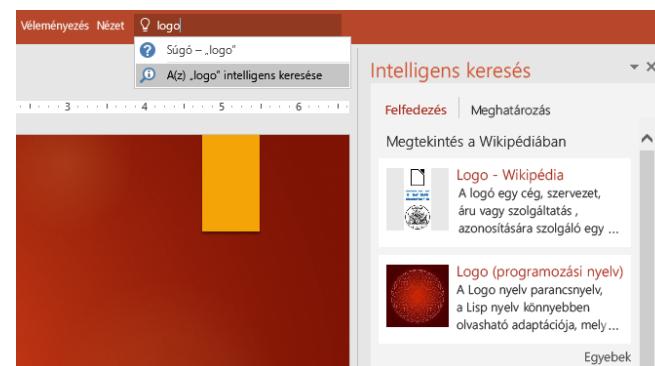 Véleményezés Nézet logo
Súgó – „logo”
A(z) „logo” intelligens keresése
3 4 5 6
Intelligens keresés
Felfedezés Meghatározás
Megtekintés a Wikipédiában
Logo - Wikipédia
A logó egy cég, szervezet,
áru vagy szolgáltatás ,
azonosítására szolgáló egy ...
Logo (programozási nyelv)
A Logo nyelv parancsnyelv,
a Lisp nyelv könnyebben
olvasható adaptációja, mely ...
Egyebek